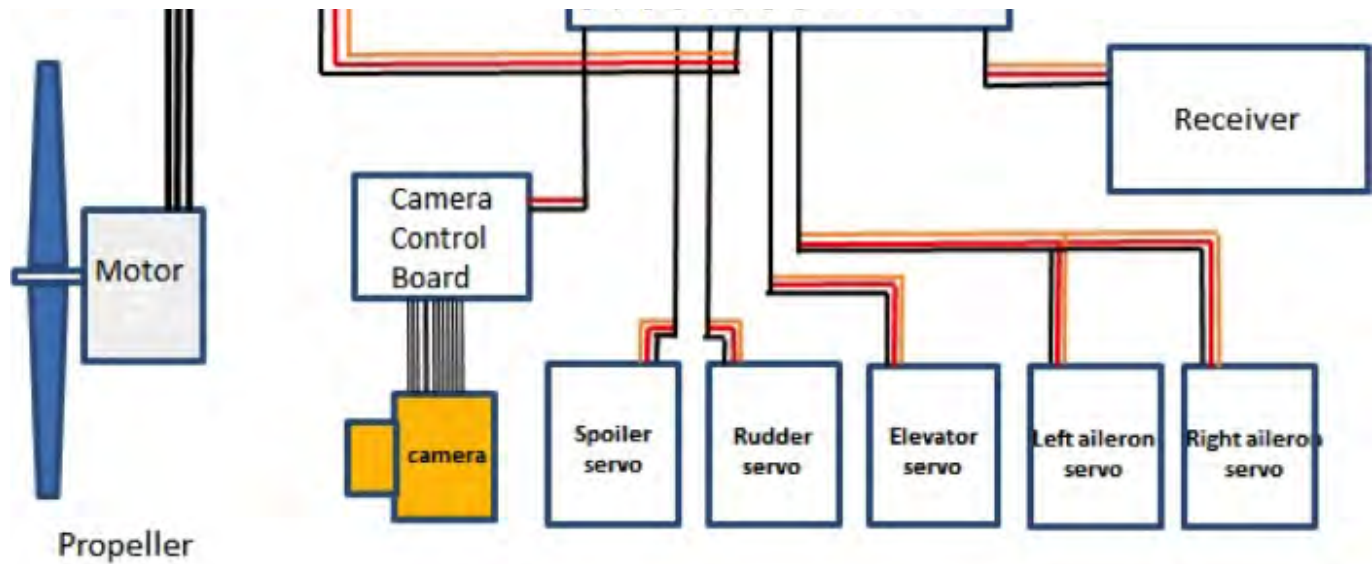 Receiver
Camera
Control
Board
Motor
camera
Spoiler
servo
Rudder
servo
Elevator
servo
Left aileron
servo
Right aileron
servo
Propeller